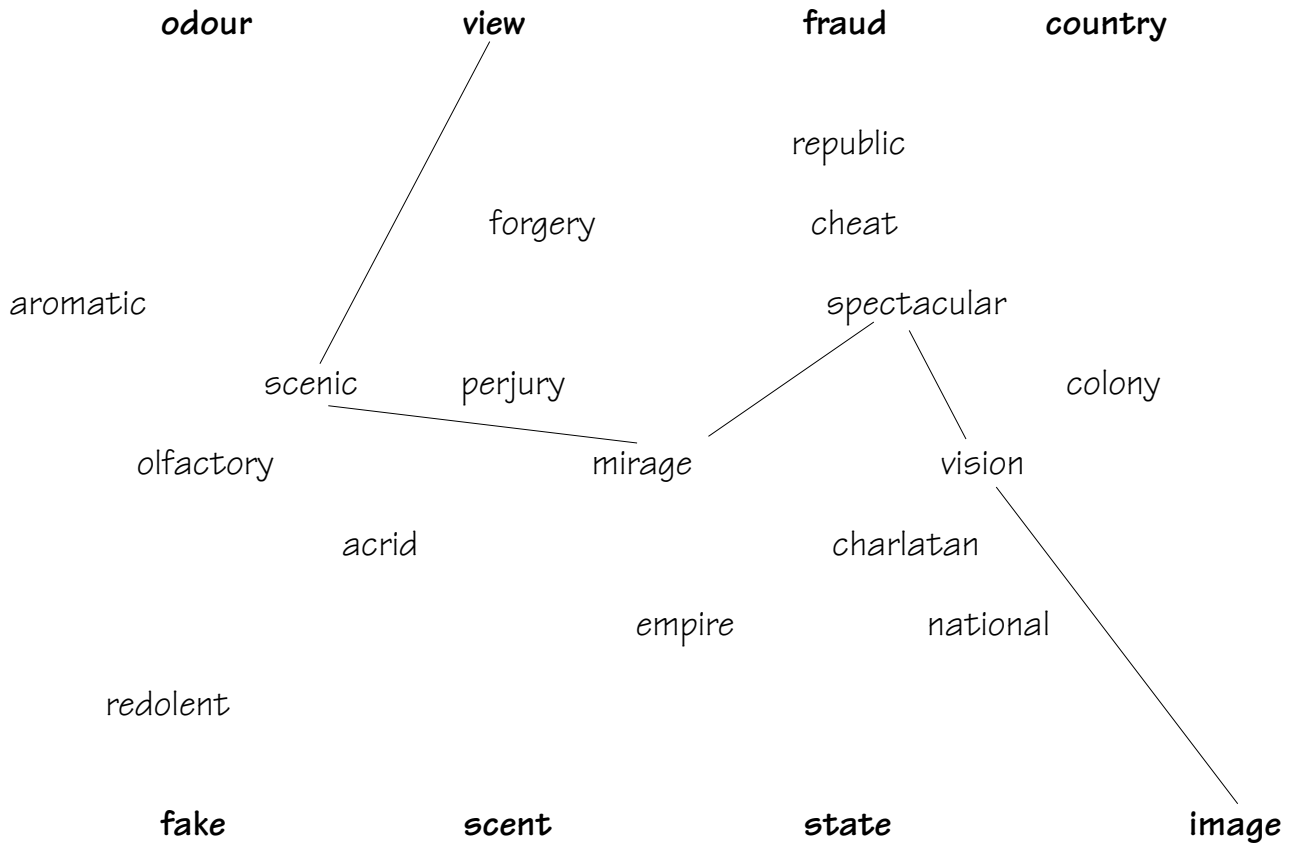 odour view fraud country
republic
forgery cheat
aromatic spectacular
scenic perjury colony
olfactory mirage vision
acrid charlatan
empire national
redolent
fake scent state image